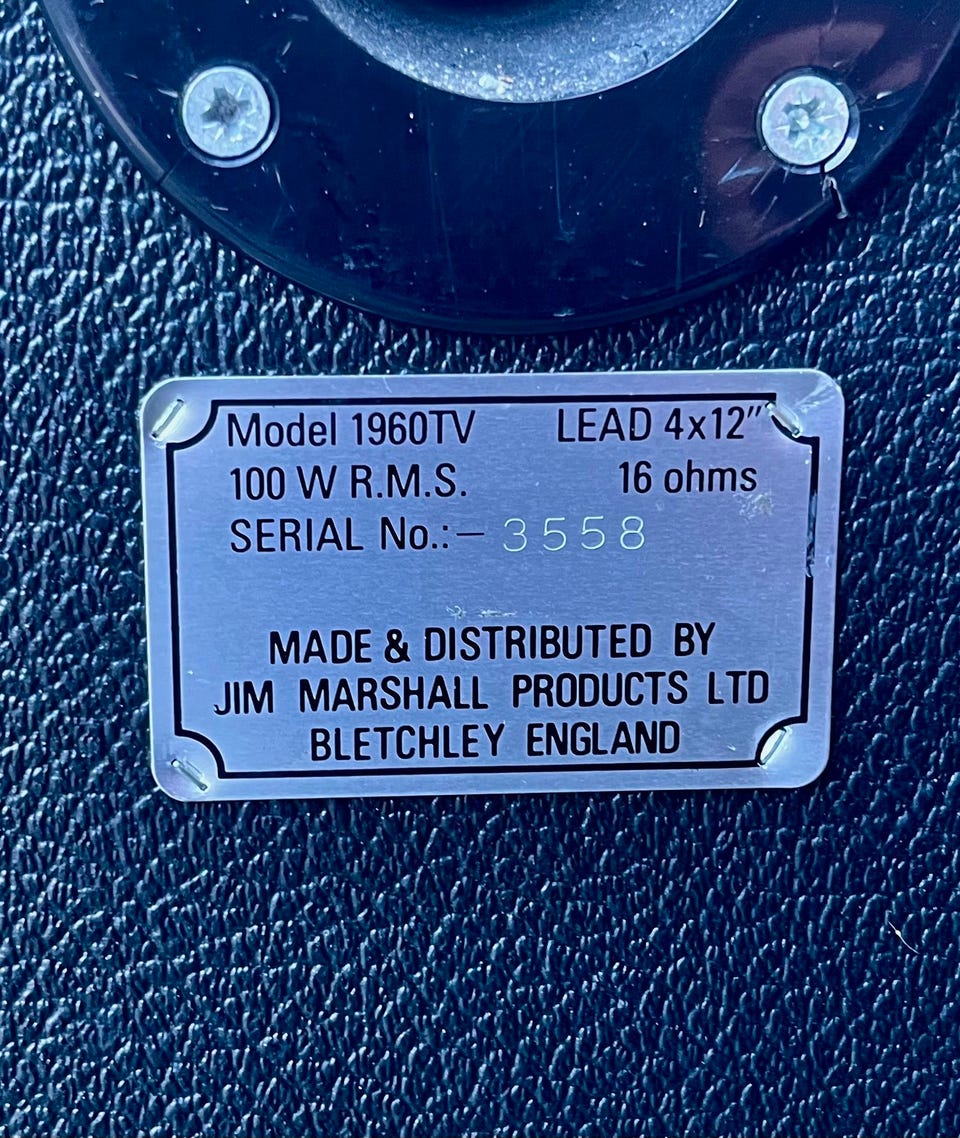 Model 1960TV LEAD 4x12"
100 W R.M.S. 16 ohms
SERIAL No.:– 3558
MADE & DISTRIBUTED BY
JIM MARSHALL PRODUCTS LTD
BLETCHLEY ENGLAND